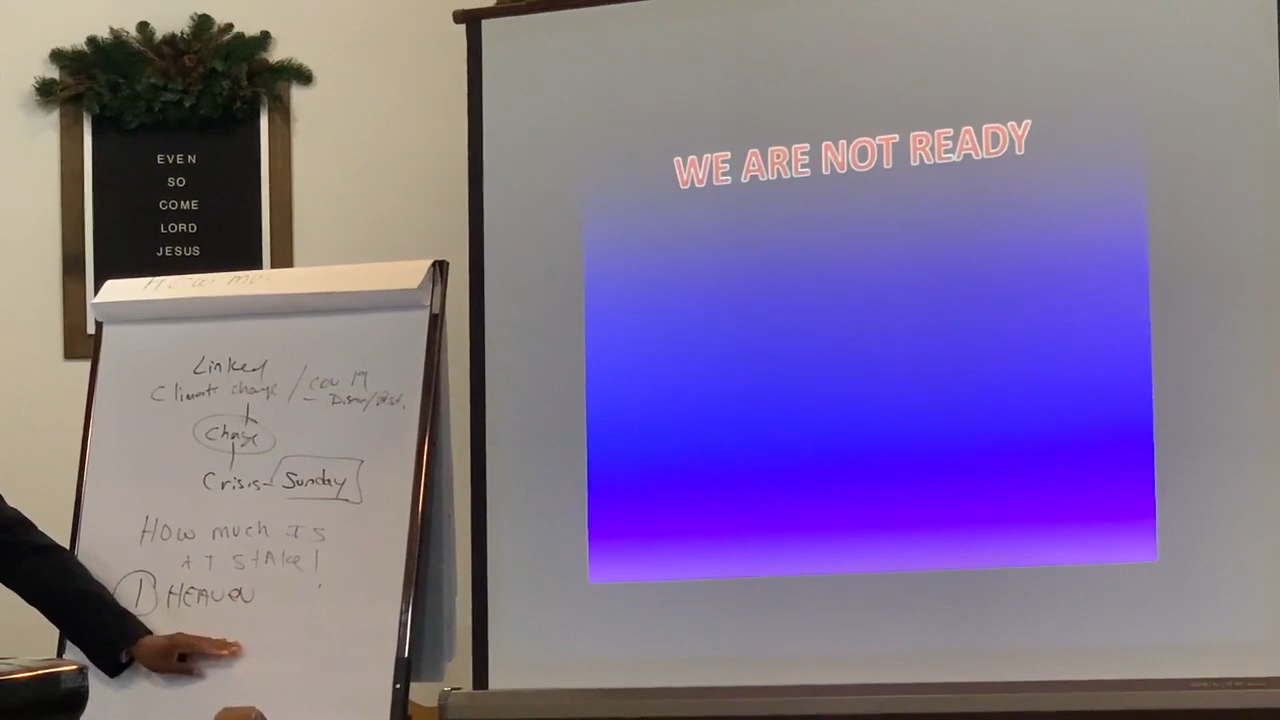 EVEN
SO
COME
LORD
JESUS
WE ARE NOT READY
Linked
Climate change / COV 19
Crisis - Sunday
How much IS
AT STAKE!
1) HEAVEN